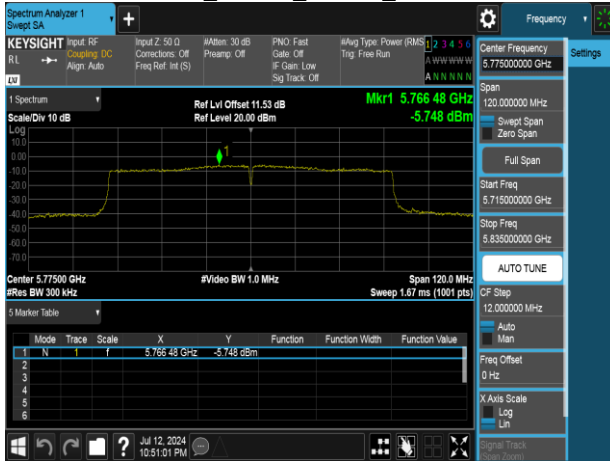 Spectrum Analyzer 1
Swept SA
Frequency
Settings
KEYSIGHT
RL
LXI
Input: RF
Coupling: DC
Align: Auto
Input Z: 50 Ω
Corrections: Off
Freq Ref: Int (S)
#Atten: 30 dB
Preamp: Off
PNO: Fast
Gate: Off
IF Gain: Low
Sig Track: Off
#Avg Type: Power (RMS
Trig: Free Run
1 2 3 4 5 6
A W W W W W
A N N N N N
1 Spectrum
Scale/Div 10 dB
Ref Lvl Offset 11.53 dB
Ref Level 20.00 dBm
Mkr1 5.766 48 GHz
-5.748 dBm
Log
10.0
0.00
-10.0
-20.0
-30.0
-40.0
-50.0
-60.0
-70.0
1
Center 5.77500 GHz
#Res BW 300 kHz
#Video BW 1.0 MHz
Span 120.0 MHz
Sweep 1.67 ms (1001 pts)
5 Marker Table
Mode Trace Scale X Y Function Function Width Function Value
1 N 1 f 5.766 48 GHz -5.748 dBm
2
3
4
5
6
Center Frequency
5.775000000 GHz
Span
120.000000 MHz
Swept Span
Zero Span
Full Span
Start Freq
5.715000000 GHz
Stop Freq
5.835000000 GHz
AUTO TUNE
CF Step
12.000000 MHz
Auto
Man
Freq Offset
0 Hz
X Axis Scale
Log
Lin
Signal Track
(Span Zoom)
?
Jul 12, 2024
10:51:01 PM